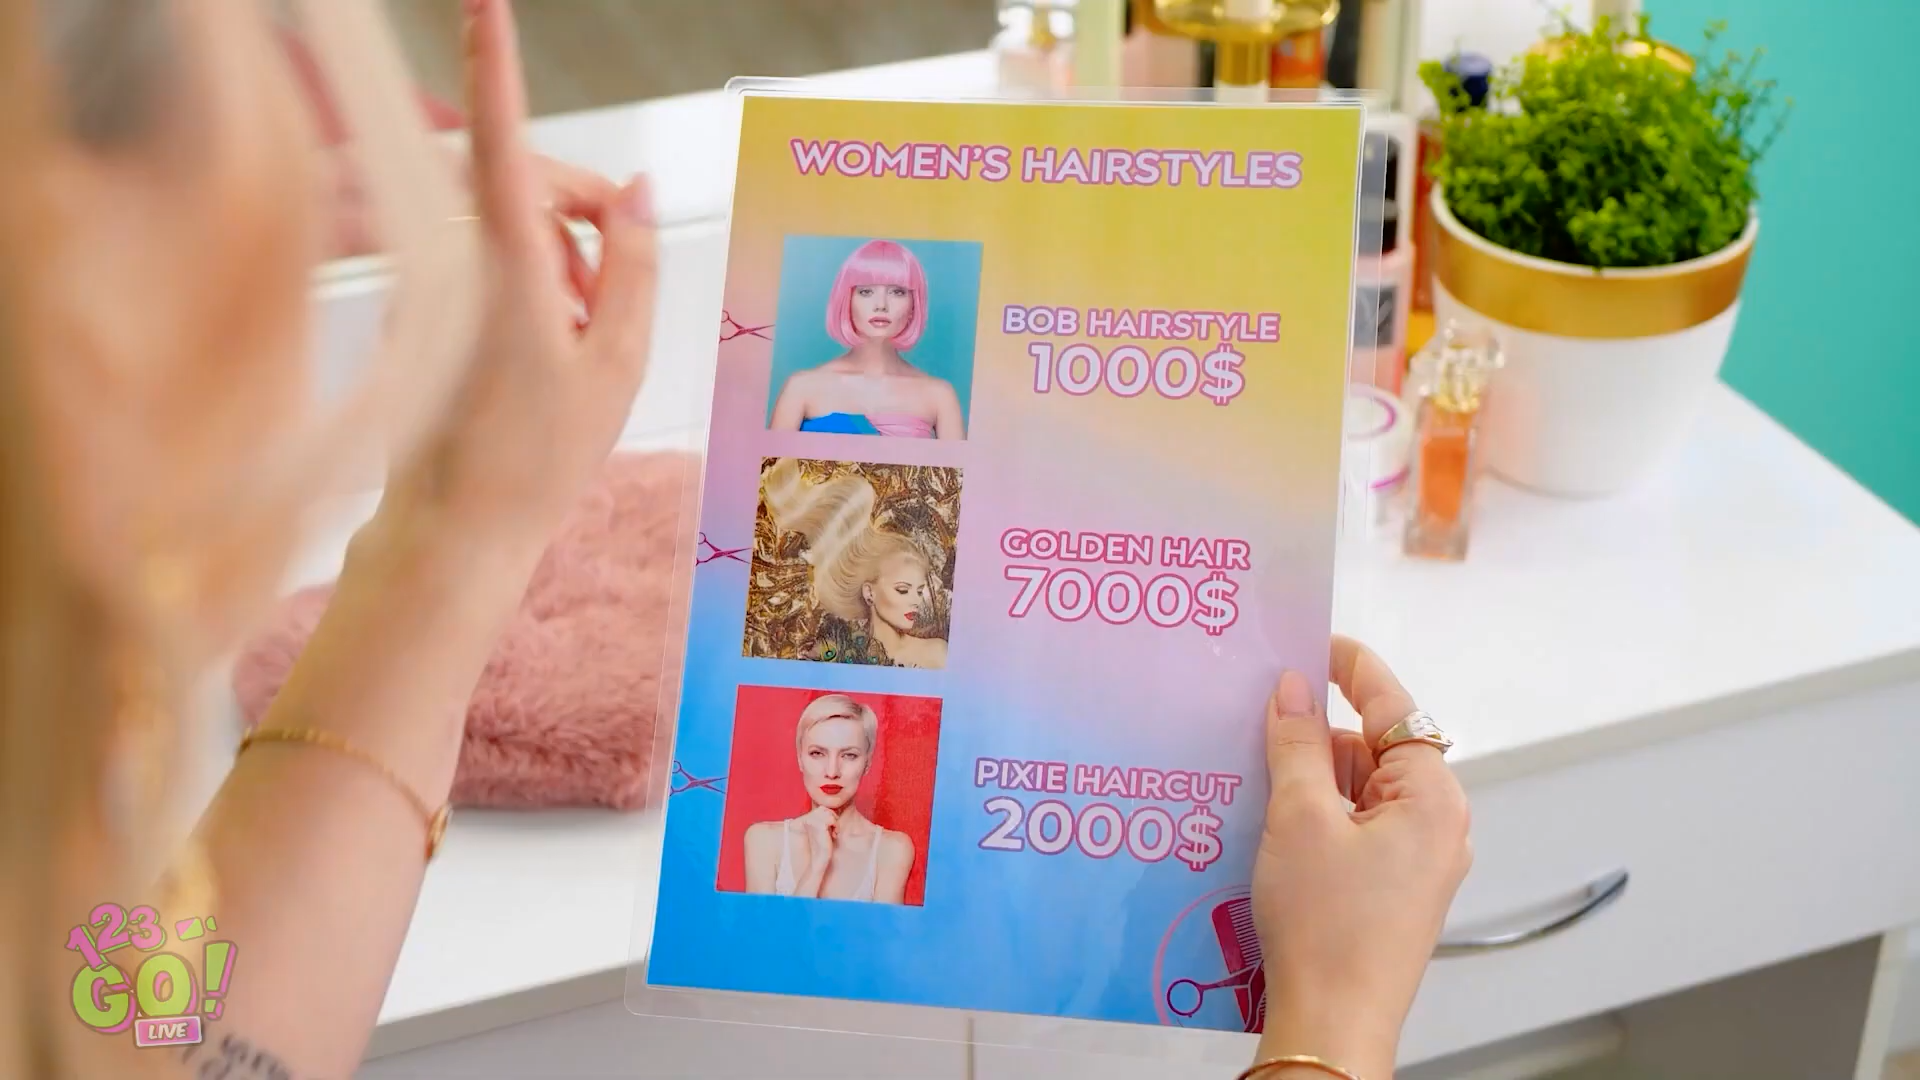 WOMEN'S HAIRSTYLES
BOB HAIRSTYLE
1000$
GOLDEN HAIR
7000$
PIXIE HAIRCUT
2000$
123
GO!
LIVE